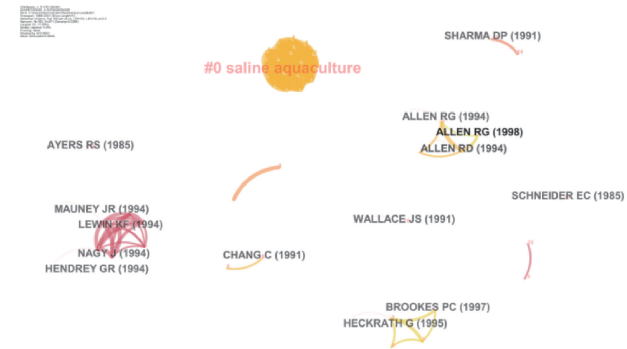 SHARMA DP (1991)
#0 saline aquaculture
ALLEN RG (1994)
ALLEN RG (1998)
AYERS RS (1985)
ALLEN RD (1994)
SCHNEIDER EC (1985)
MAUNEY JR (1994)
WALLACE JS (1991)
LEWIN KF (1994)
NAGY J (1994)
CHANG C (1991)
HENDREY GR (1994)
BROOKES PC (1997)
HECKRATH G (1995)